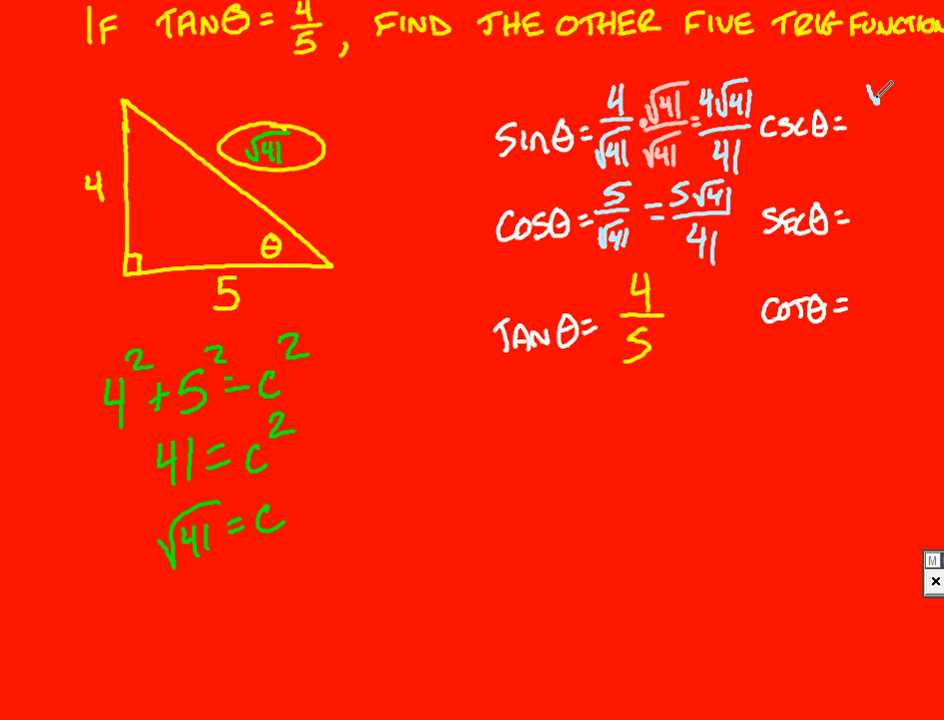 IF TANθ = 4/5, FIND THE OTHER FIVE TRIG FUNCTION
√41
4
θ
5
4² + 5² = c²
41 = c²
√41 = c
sinθ = 4/√41 · √41/√41 = 4√41/41
cscθ =
cosθ = 5/√41 = 5√41/41
secθ =
TANθ = 4/5
COTθ =
M
×